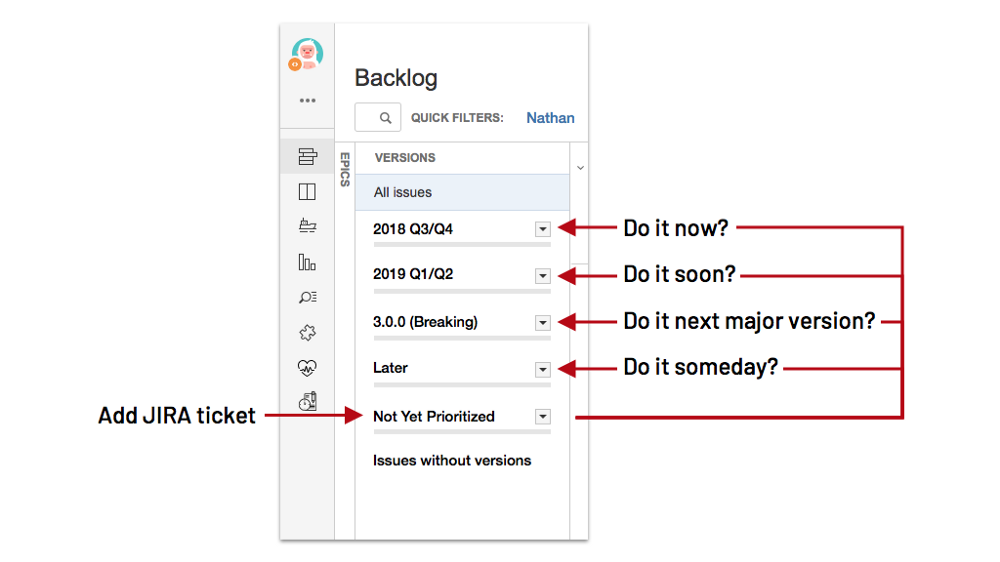 Backlog
QUICK FILTERS: Nathan
EPICS
VERSIONS
All issues
2018 Q3/Q4
Do it now?
2019 Q1/Q2
Do it soon?
3.0.0 (Breaking)
Do it next major version?
Later
Do it someday?
Add JIRA ticket
Not Yet Prioritized
Issues without versions